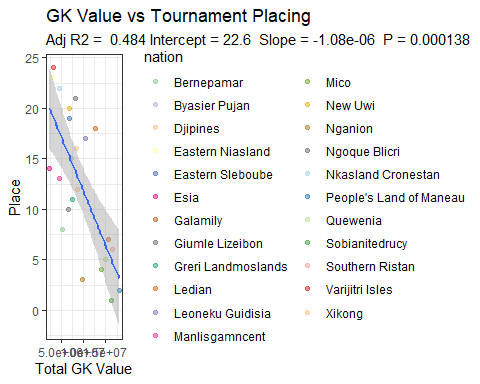 GK Value vs Tournament Placing
Adj R2 =  0.484 Intercept = 22.6  Slope = -1.08e-06  P = 0.000138
nation
Bernepamar
Byasier Pujan
Djipines
Eastern Niasland
Eastern Sleboube
Esia
Galamily
Giumle Lizeibon
Greri Landmoslands
Ledian
Leoneku Guidisia
Manlisgamncent
Mico
New Uwi
Nganion
Ngoque Blicri
Nkasland Cronestan
People's Land of Maneau
Quewenia
Sobianitedrucy
Southern Ristan
Varijitri Isles
Xikong
Place
25
20
15
10
5
0
Total GK Value